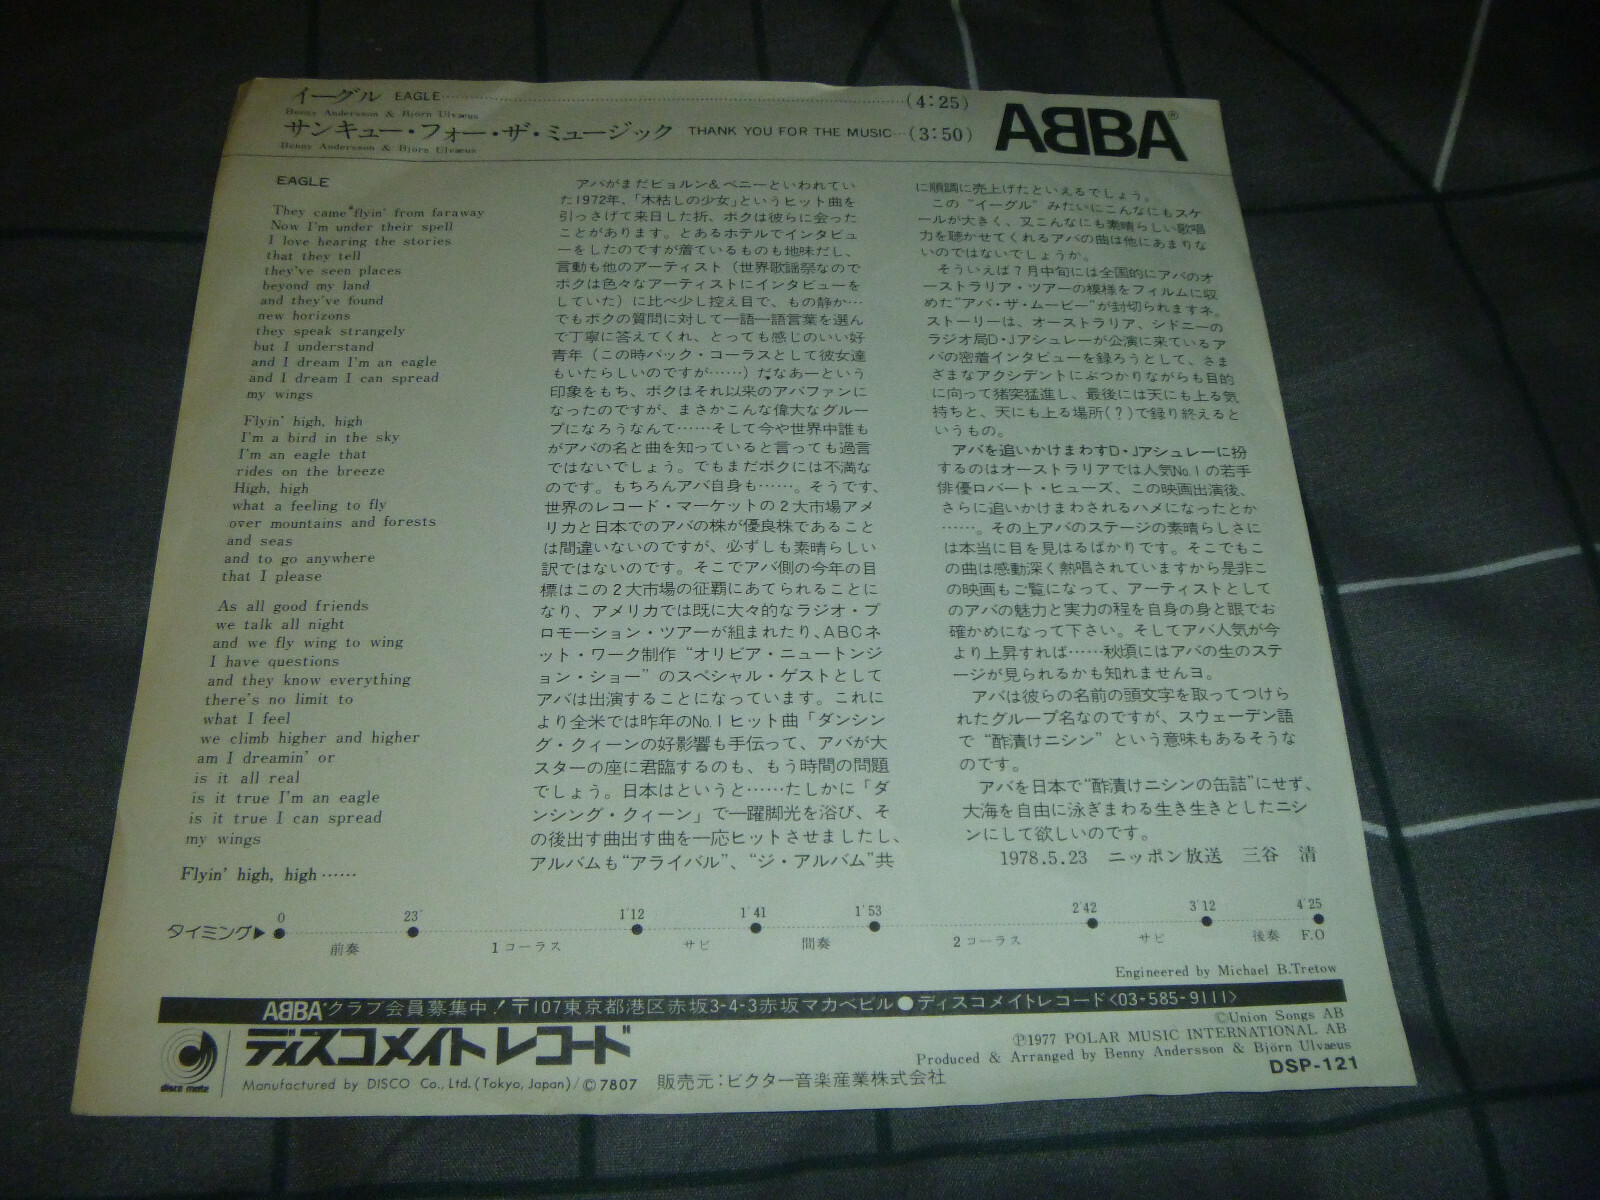 イーグル EAGLE……(4:25)
Benny Andersson & Björn Ulvæus
サンキュー・フォー・ザ・ミュージック THANK YOU FOR THE MUSIC…(3:50)
Benny Andersson & Björn Ulvæus
ABBA®
EAGLE
They came flyin' from faraway
Now I'm under their spell
I love hearing the stories
that they tell
they've seen places
beyond my land
and they've found
new horizons
they speak strangely
but I understand
and I dream I'm an eagle
and I dream I can spread
my wings
Flyin' high, high
I'm a bird in the sky
I'm an eagle that
rides on the breeze
High, high
what a feeling to fly
over mountains and forests
and seas
and to go anywhere
that I please
As all good friends
we talk all night
and we fly wing to wing
I have questions
and they know everything
there's no limit to
what I feel
we climb higher and higher
am I dreamin' or
is it all real
is it true I'm an eagle
is it true I can spread
my wings
Flyin' high, high……
アバがまだビョルン&ベニーといわれてい
た1972年、「木枯しの少女」というヒット曲を
引っさげて来日した折、ボクは彼らに会った
ことがあります。とあるホテルでインタビュ
ーをしたのですが着ているものも地味だし、
言動も他のアーティスト（世界歌謡祭なので
ボクは色々なアーティストにインタビューを
していた）に比べ少し控え目で、もの静か…
でもボクの質問に対して一語一語言葉を選ん
で丁寧に答えてくれ、とっても感じのいい好
青年（この時バック・コーラスとして彼女達
もいたらしいのですが……）だなあーという
印象をもち、ボクはそれ以来のアバファンに
なったのですが、まさかこんな偉大なグルー
プになろうなんて……そして今や世界中誰も
がアバの名と曲を知っていると言っても過言
ではないでしょう。でもまだボクには不満な
のです。もちろんアバ自身も……。そうです、
世界のレコード・マーケットの2大市場アメ
リカと日本でのアバの株が優良株であること
は間違いないのですが、必ずしも素晴らしい
訳ではないのです。そこでアバ側の今年の目
標はこの2大市場の征覇にあてられることに
なり、アメリカでは既に大々的なラジオ・プ
ロモーション・ツアーが組まれたり、ABCネ
ット・ワーク制作“オリビア・ニュートンジ
ョン・ショー”のスペシャル・ゲストとして
アバは出演することになっています。これに
より全米では昨年のNo.1ヒット曲「ダンシン
グ・クィーンの好影響も手伝って、アバが大
スターの座に君臨するのも、もう時間の問題
でしょう。日本はというと……たしかに「ダ
ンシング・クィーン」で一躍脚光を浴び、そ
の後出す曲出す曲を一応ヒットさせましたし、
アルバムも“アライバル”、“ジ・アルバム”共
に順調に売上げたといえるでしょう。
この“イーグル”みたいにこんなにもスケ
ールが大きく、又こんなにも素晴らしい歌唱
力を聴かせてくれるアバの曲は他にあまりな
いのではないでしょうか。
そういえば7月中旬には全国的にアバのオ
ーストラリア・ツアーの模様をフィルムに収
めた“アバ・ザ・ムービー”が封切られますネ。
ストーリーは、オーストラリア、シドニーの
ラジオ局D・Jアシュレーが公演に来ているア
バの密着インタビューを録ろうとして、さま
ざまなアクシデントにぶつかりながらも目的
に向って猪突猛進し、最後には天にも上る気
持ちと、天にも上る場所(？)で録り終えると
いうもの。
アバを追いかけまわすD・Jアシュレーに扮
するのはオーストラリアでは人気No.1の若手
俳優ロバート・ヒューズ、この映画出演後、
さらに追いかけまわされるハメになったとか
……。その上アバのステージの素晴らしさに
は本当に目を見はるばかりです。そこでもこ
の曲は感動深く熱唱されていますから是非こ
の映画もご覧になって、アーティストとして
のアバの魅力と実力の程を自身の身と眼でお
確かめになって下さい。そしてアバ人気が今
より上昇すれば……秋頃にはアバの生のステ
ージが見られるかも知れませんヨ。
アバは彼らの名前の頭文字を取ってつけら
れたグループ名なのですが、スウェーデン語
で“酢漬けニシン”という意味もあるそうな
のです。
アバを日本で“酢漬けニシンの缶詰”にせず、
大海を自由に泳ぎまわる生き生きとしたニシ
ンにして欲しいのです。
1978.5.23 ニッポン放送 三谷 清
タイミング▶ 0 23″ 1′12 1′41 1′53 2′42 3′12 4′25
前奏 1コーラス サビ 間奏 2コーラス サビ 後奏 F.O
Engineered by Michael B.Tretow
ABBA®クラブ会員募集中！〒107東京都港区赤坂3-4-3赤坂マカベビル●ディスコメイトレコード<03-585-9111>
disco mate
ディスコメイトレコード
Manufactured by DISCO Co., Ltd. (Tokyo, Japan)/©7807 販売元：ビクター音楽産業株式会社
©Union Songs AB
℗1977 POLAR MUSIC INTERNATIONAL AB
Produced & Arranged by Benny Andersson & Björn Ulvæus
DSP-121